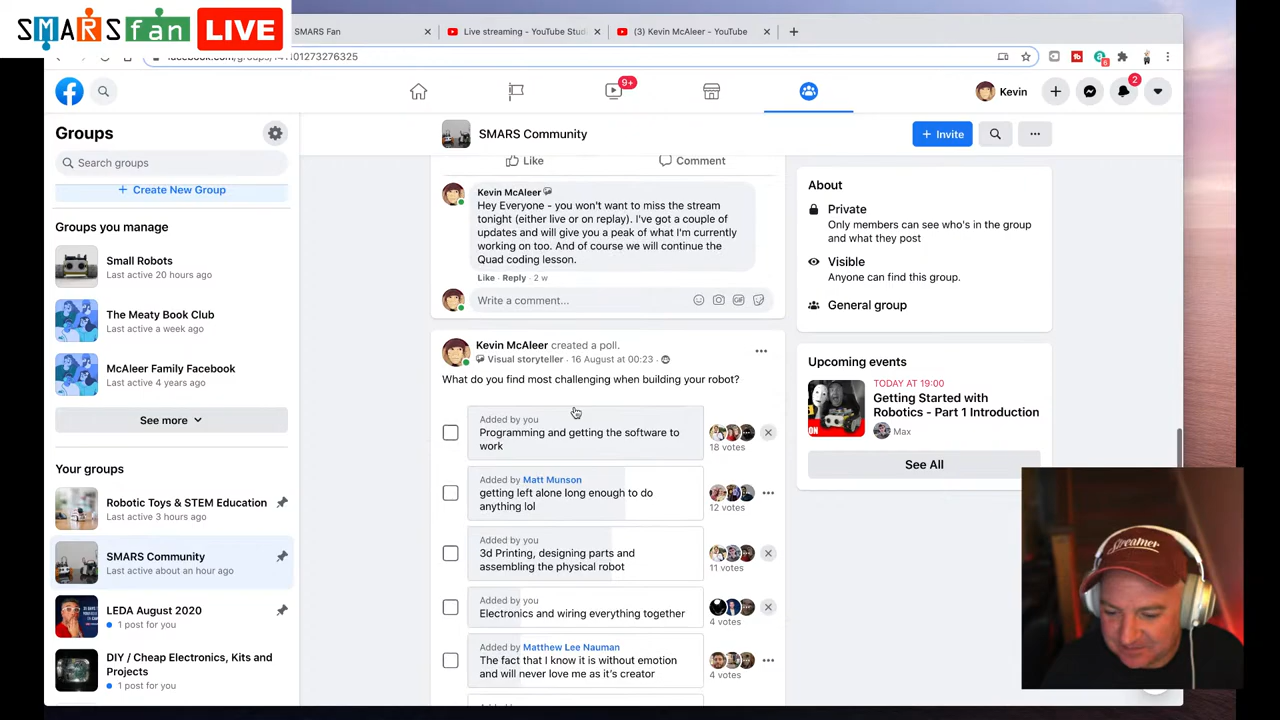 SMARS fan LIVE
SMARS Fan
Live streaming - YouTube Stud
(3) Kevin McAleer - YouTube
facebook.com/groups/1411101273276325
9+
Kevin
2
Groups
Search groups
+ Create New Group
Groups you manage
Small Robots
Last active 20 hours ago
The Meaty Book Club
Last active a week ago
McAleer Family Facebook
Last active 4 years ago
See more
Your groups
Robotic Toys & STEM Education
Last active 3 hours ago
SMARS Community
Last active about an hour ago
LEDA August 2020
1 post for you
DIY / Cheap Electronics, Kits and
Projects
1 post for you
SMARS Community
+ Invite
Like
Comment
Kevin McAleer
Hey Everyone - you won't want to miss the
stream
tonight (either live or on replay). I've got a couple of
updates and will give you a peak of what I'm currently
working on too. And of course we will continue the
Quad coding lesson.
Like · Reply · 2 w
Write a comment...
Kevin McAleer created a poll.
Visual storyteller · 16 August at 00:23 ·
What do you find most challenging when building your robot?
Added by you
Programming and getting the software to
work
18 votes
Added by Matt Munson
getting left alone long enough to do
anything lol
12 votes
Added by you
3d Printing, designing parts and
assembling the physical robot
11 votes
Added by you
Electronics and wiring everything together
4 votes
Added by Matthew Lee Nauman
The fact that I know it is without emotion
and will never love me as it's creator
4 votes
About
Private
Only members can see who's in the group
and what they post
Visible
Anyone can find this group.
General group
Upcoming events
TODAY AT 19:00
Getting Started with
Robotics - Part 1 Introduction
Max
See All
Streamer